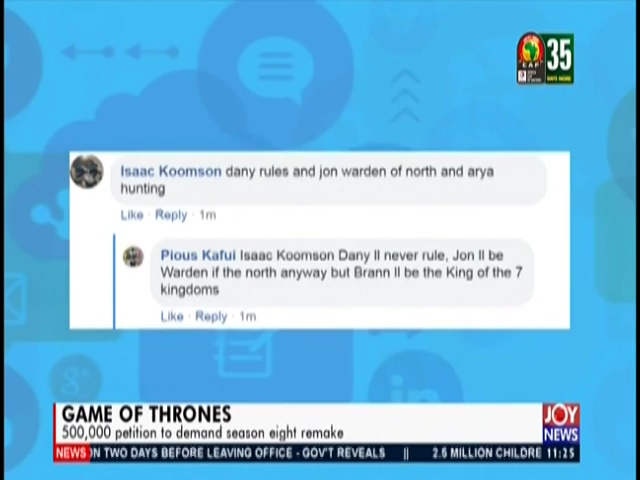 35
DAYS MORE
Isaac Koomson dany rules and jon warden of north and arya
hunting
Like · Reply · 1m
Pious Kafui Isaac Koomson Dany ll never rule, Jon ll be
Warden if the north anyway but Brann ll be the King of the 7
kingdoms
Like · Reply · 1m
GAME OF THRONES
500,000 petition to demand season eight remake
JOY
NEWS
NEWS
N TWO DAYS BEFORE LEAVING OFFICE - GOV'T REVEALS || 2.6 MILLION CHILDRE 11:25